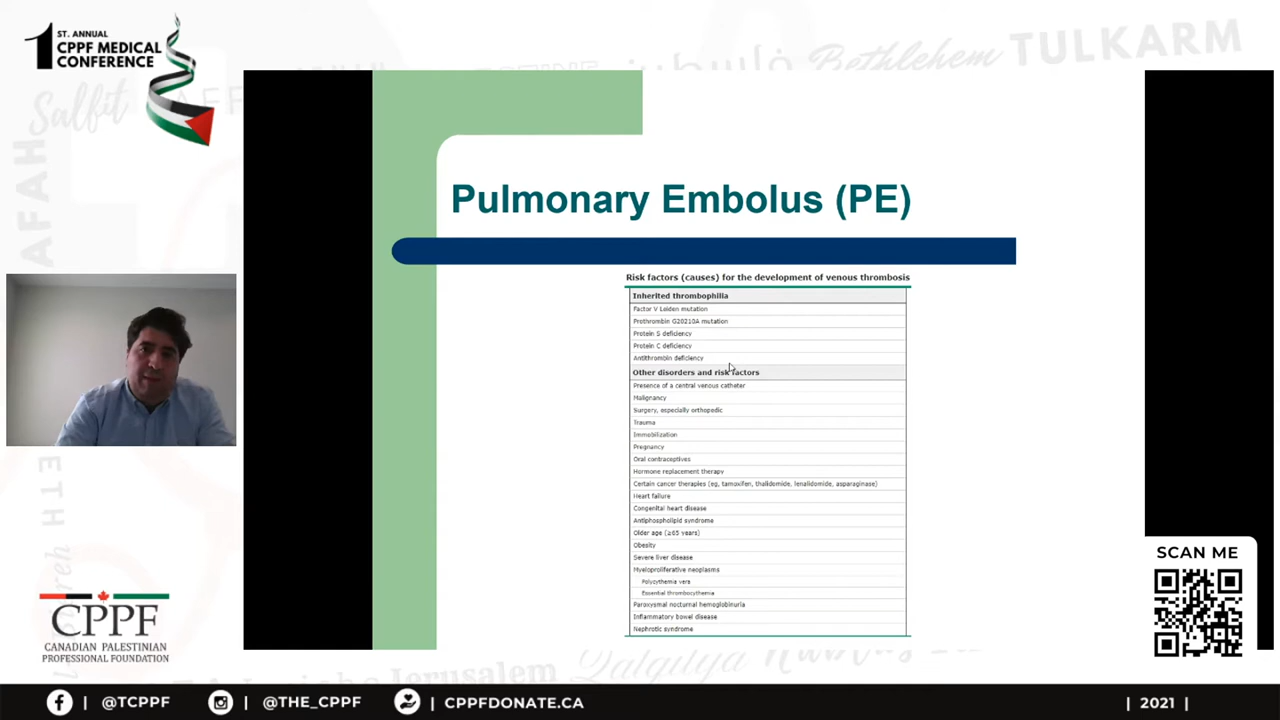 ST. ANNUAL
1 CPPF MEDICAL
CONFERENCE
Salfit
Bethlehem
TULKARM
AFAH
Pulmonary Embolus (PE)
Risk factors (causes) for the development of venous thrombosis
Inherited thrombophilia
Factor V Leiden mutation
Prothrombin G20210A mutation
Protein S deficiency
Protein C deficiency
Antithrombin deficiency
Other disorders and risk factors
Presence of a central venous catheter
Malignancy
Surgery, especially orthopedic
Trauma
Immobilization
Pregnancy
Oral contraceptives
Hormone replacement therapy
Certain cancer therapies (eg, tamoxifen, thalidomide, lenalidomide, asparaginase)
Heart failure
Congenital heart disease
Antiphospholipid syndrome
Older age (≥65 years)
Obesity
Severe liver disease
Myeloproliferative neoplasms
Polycythemia vera
Essential thrombocythemia
Paroxysmal nocturnal hemoglobinuria
Inflammatory bowel disease
Nephrotic syndrome
SCAN ME
CPPF
CANADIAN PALESTINIAN
PROFESSIONAL FOUNDATION
Jerusalem
Qalqilya
| @TCPPF
| @THE_CPPF
| CPPFDONATE.CA
| 2021 |